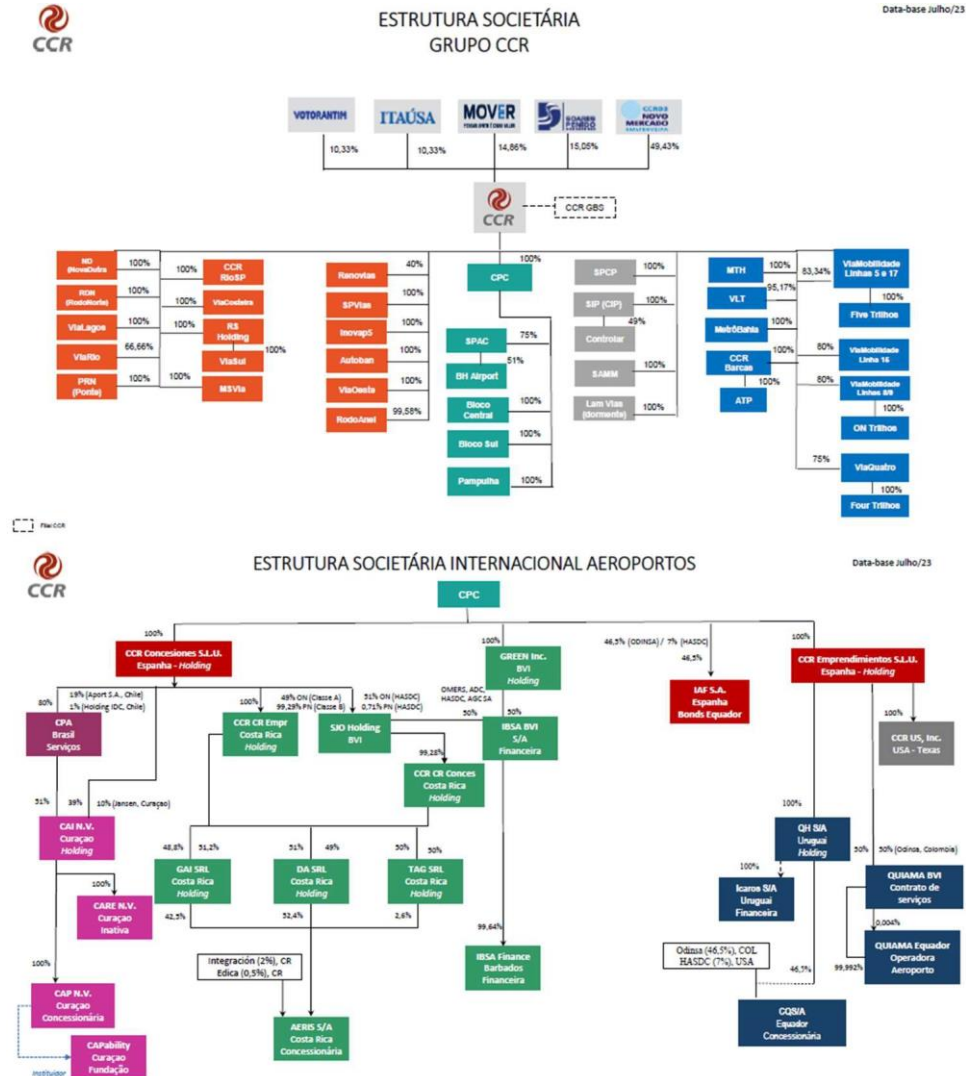 CCR
ESTRUTURA SOCIETÁRIA
GRUPO CCR
Data-base Julho/23
VOTORANTIM
ITAÚSA
MOVER
SOARES
PENIDO
NOVO
MERCADO
10,33%
10,33%
14,86%
15,05%
49,43%
CCR
CCR GBS
ND
(NovaDutra
100%
RDN
(RodoNorte)
100%
ViaLagos
100%
ViaRio
66,66%
PRN
(Ponte)
100%
100%
CCR
RioSP
100%
ViaCosteira
100%
RS
Holding
100%
ViaSul
100%
MSVia
Renovias
40%
SPVias
100%
Inovap5
100%
Autoban
100%
ViaOeste
100%
RodoAnel
99,58%
100%
CPC
SPAC
75%
51%
BH Airport
Bloco
Central
100%
Bloco Sul
100%
Pampulha
100%
SPCP
100%
SIP (CIP)
100%
49%
Controlar
SAMM
100%
Lam Vias
(dormente)
100%
MTH
100%
VLT
95,17%
MetrôBahia
100%
CCR
Barcas
100%
100%
ATP
83,34%
ViaMobilidade
Linhas 5 e 17
100%
Five Trilhos
80%
ViaMobilidade
80%
ViaMobilidade
Linhas 8/9
100%
ON Trilhos
75%
ViaQuatro
100%
Four Trilhos
CCR
ESTRUTURA SOCIETÁRIA INTERNACIONAL AEROPORTOS
Data-base Julho/23
CPC
100%
CCR Concesiones S.L.U.
Espanha - Holding
80%
19% (Aport S.A., Chile)
1% (Holding IDC, Chile)
CPA
Brasil
Serviços
100%
CCR CR Empr
Costa Rica
Holding
49% ON (Classe A)
99,29% PN (Classe B)
51% ON (HASDC)
0,71% PN (HASDC)
SJO Holding
BVI
100%
GREEN Inc.
BVI
Holding
OMERS, ADC,
HASDC, AGC SA
50%
50%
IBSA BVI
S/A
Financeira
99,28%
CCR CR Conces
Costa Rica
Holding
46,5% (ODINSA) / 7% (HASDC)
46,5%
IAF S.A.
Espanha
Bonds Equador
100%
CCR Emprendimientos S.L.U.
Espanha - Holding
100%
CCR US, Inc.
USA - Texas
51%
39%
10% (Jansen, Curaçao)
CAI N.V.
Curaçao
Holding
100%
CARE N.V.
Curaçao
Inativa
100%
CAP N.V.
Curaçao
Concessionária
CAPability
Curaçao
Fundação
Instituidor
48,8%
51,2%
GAI SRL
Costa Rica
Holding
42,5%
51%
49%
DA SRL
Costa Rica
Holding
52,4%
50%
50%
TAG SRL
Costa Rica
Holding
2,6%
Integración (2%), CR
Edica (0,5%), CR
AERIS S/A
Costa Rica
Concessionária
99,64%
IBSA Finance
Barbados
Financeira
100%
QH S/A
Uruguai
Holding
100%
Icaros S/A
Uruguai
Financeira
50%
50% (Odinsa, Colombia)
QUIAMA BVI
Contrato de
serviços
0,004%
99,992%
QUIAMA Equador
Operadora
Aeroporto
Odinsa (46,5%), COL
HASDC (7%), USA
46,5%
CQS/A
Equador
Concessionária